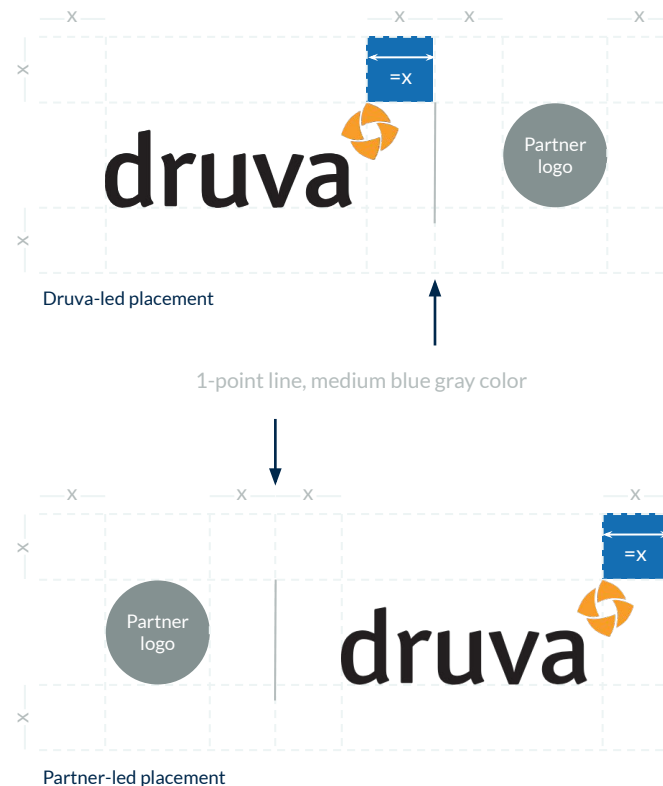 x x x x
x
=x
druva
Partner
logo
x
Druva-led placement
1-point line, medium blue gray color
x x x x
x
=x
Partner
logo
druva
x
Partner-led placement